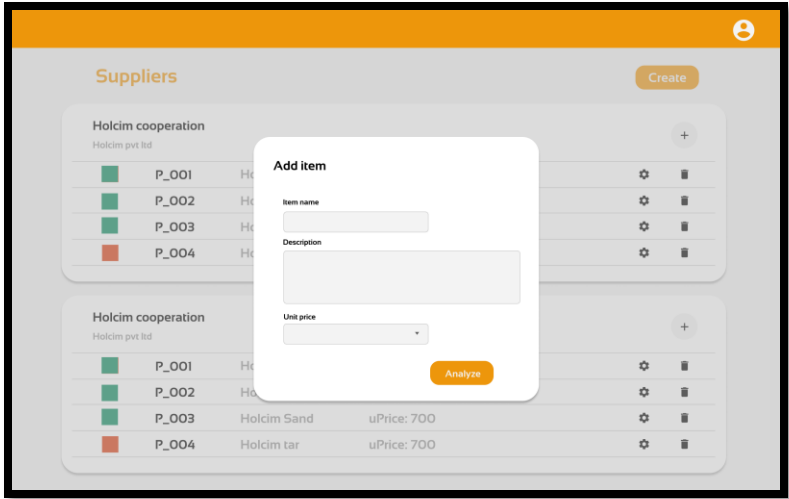 Suppliers
Create
Holcim cooperation
Holcim pvt ltd
+
P_001
P_002
P_003
P_004
Add item
Item name
Description
Unit price
Analyze
Holcim cooperation
Holcim pvt ltd
+
P_001
P_002
P_003 Holcim Sand uPrice: 700
P_004 Holcim tar uPrice: 700